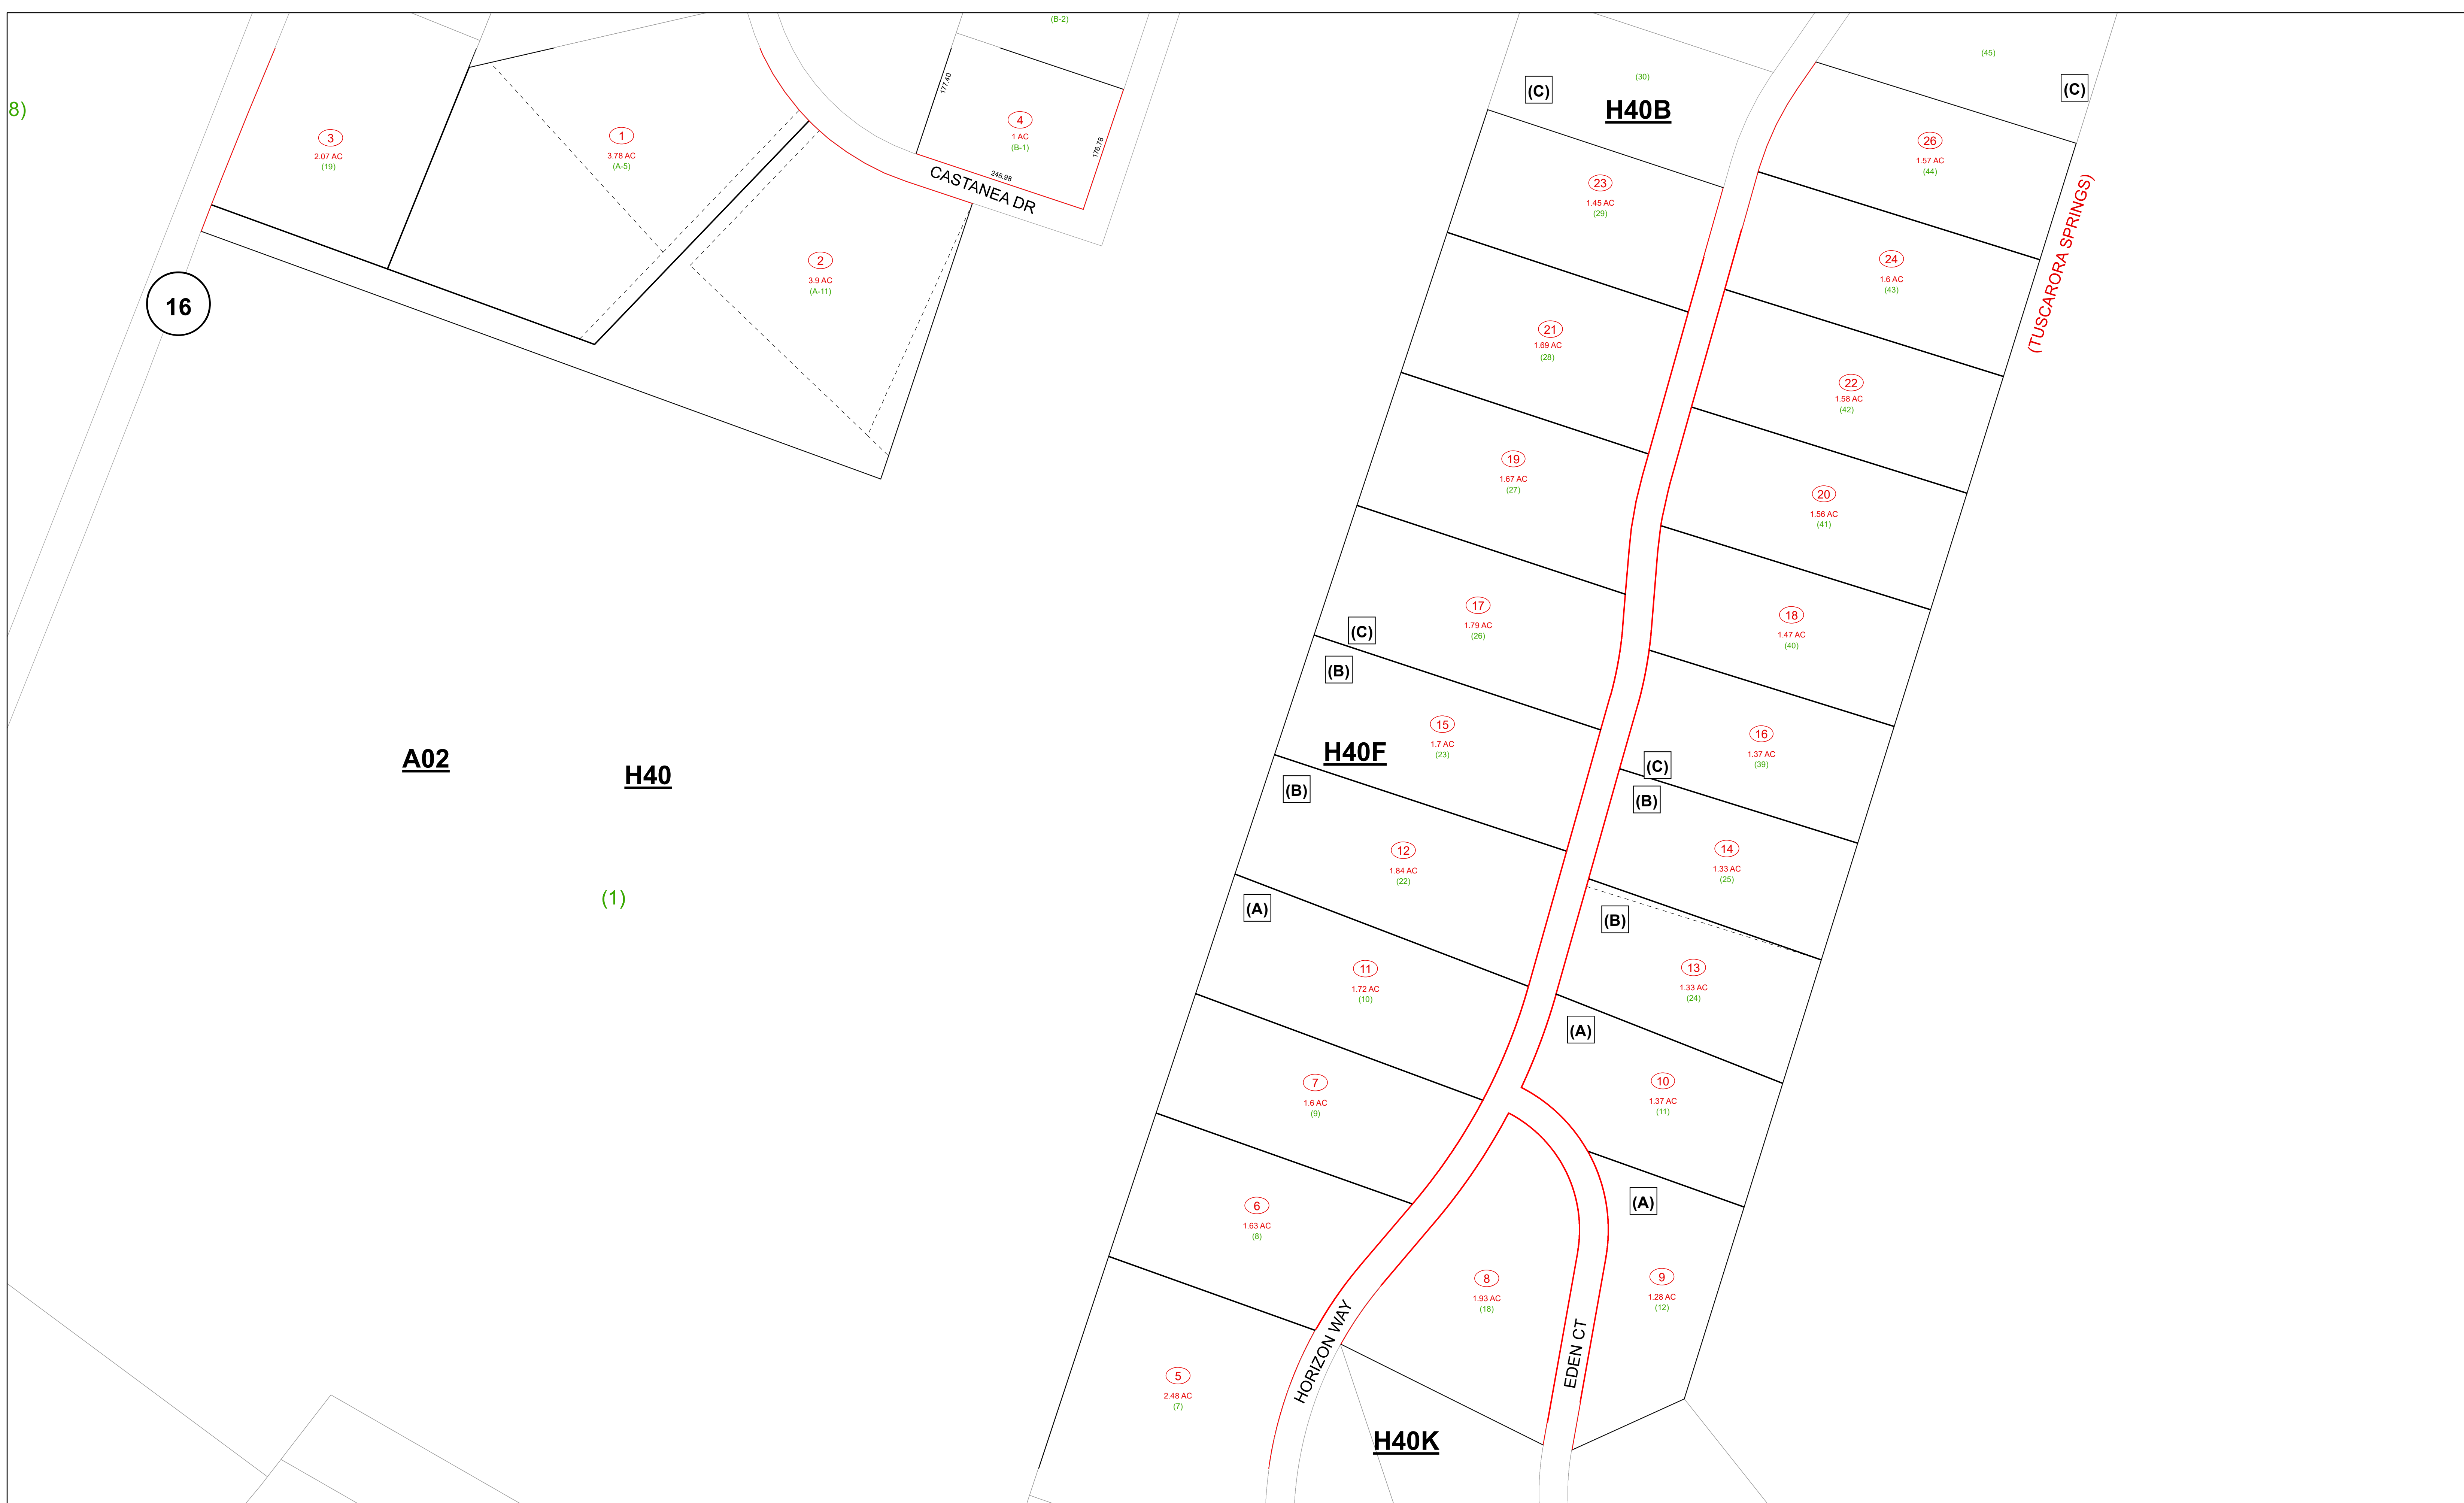 (B-2)
(45)
(30)
(C)
H40B
(C)
8)
3
2.07 AC
(19)
1
3.78 AC
(A-5)
177.40
4
1 AC
(B-1)
176.78
245.98
CASTANEA DR
26
1.57 AC
(44)
23
1.45 AC
(29)
(TUSCARORA SPRINGS)
2
3.9 AC
(A-11)
24
1.6 AC
(43)
16
21
1.69 AC
(28)
22
1.58 AC
(42)
19
1.67 AC
(27)
20
1.56 AC
(41)
17
1.79 AC
(26)
18
1.47 AC
(40)
(C)
(B)
15
1.7 AC
(23)
H40F
16
1.37 AC
(39)
A02
H40
(C)
(B)
(B)
12
1.84 AC
(22)
14
1.33 AC
(25)
(1)
(A)
(B)
11
1.72 AC
(10)
13
1.33 AC
(24)
(A)
7
1.6 AC
(9)
10
1.37 AC
(11)
6
1.63 AC
(8)
(A)
8
1.93 AC
(18)
9
1.28 AC
(12)
HORIZON WAY
EDEN CT
5
2.48 AC
(7)
H40K